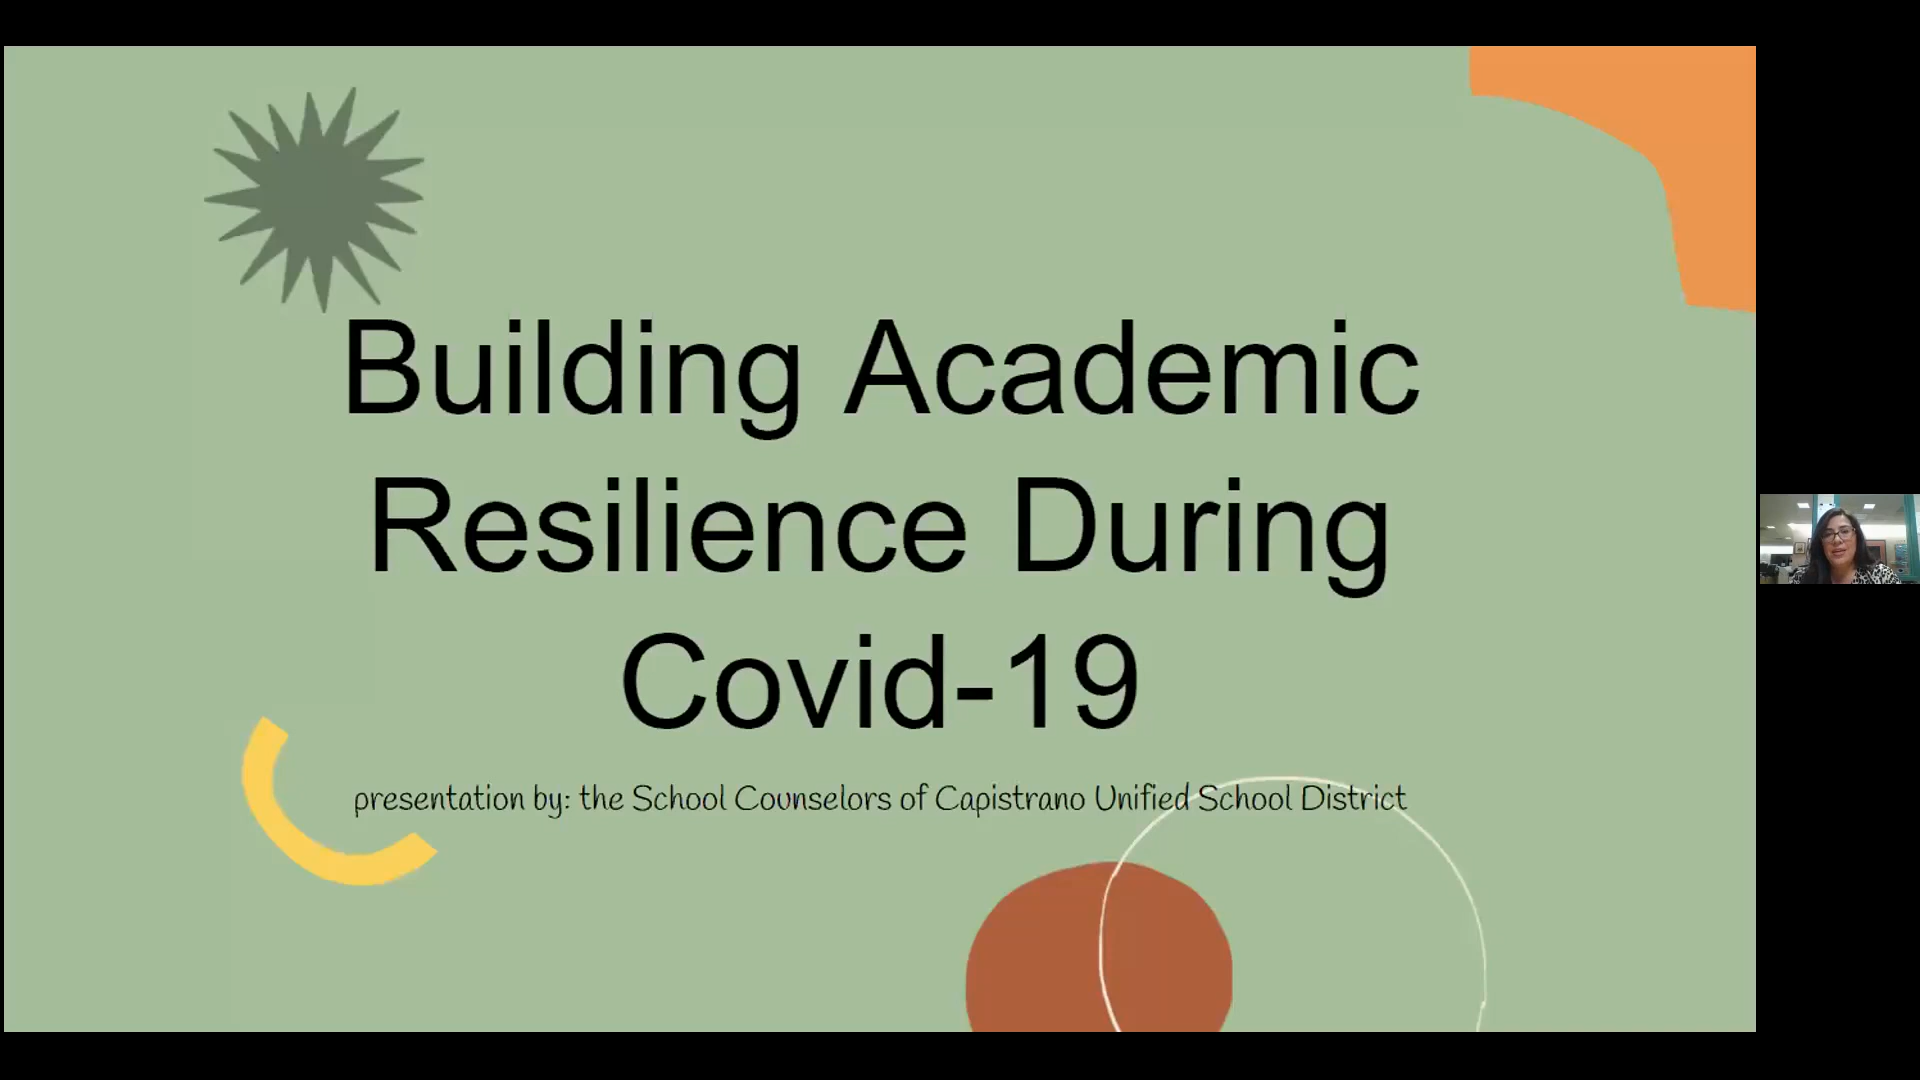 Building Academic
Resilience During
Covid-19
presentation by: the School Counselors of Capistrano Unified School District